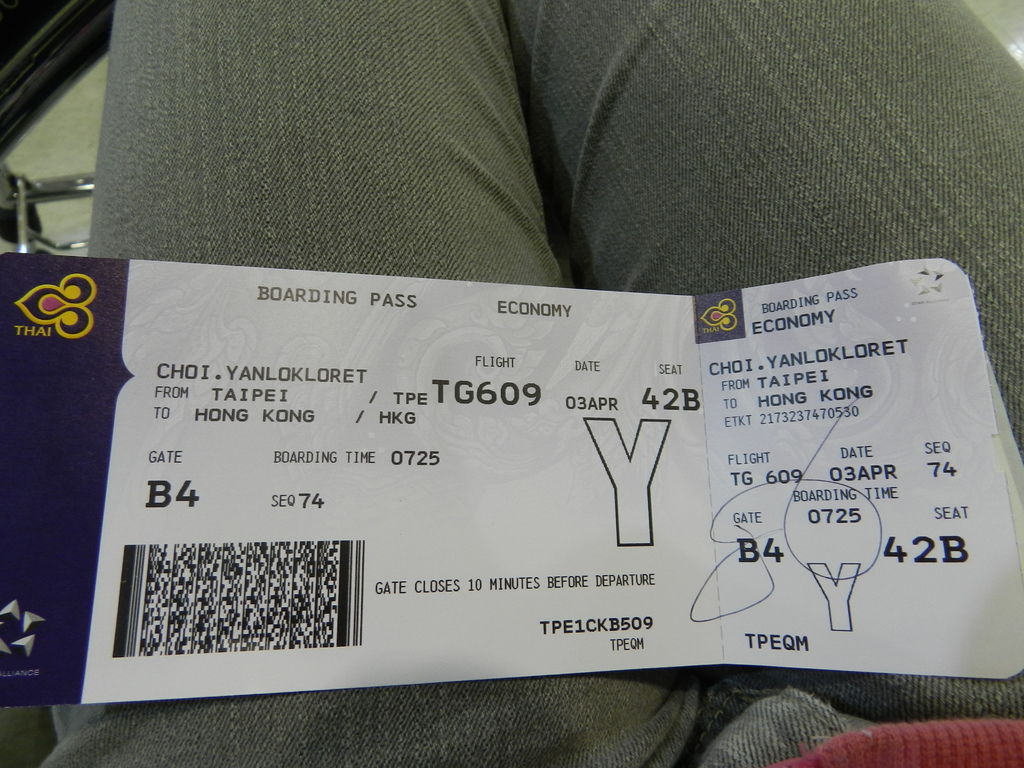 THAI
BOARDING PASS ECONOMY
CHOI.YANLOKLORET
FROM TAIPEI / TPE
TO HONG KONG / HKG
FLIGHT
TG609
DATE
03APR
SEAT
42B
GATE
B4
BOARDING TIME 0725
SEQ 74
Y
GATE CLOSES 10 MINUTES BEFORE DEPARTURE
TPE1CKB509
TPEQM
ALLIANCE
THAI
BOARDING PASS
ECONOMY
STAR ALLIANCE
CHOI.YANLOKLORET
FROM TAIPEI
TO HONG KONG
ETKT 2173237470530
FLIGHT
TG 609
DATE
03APR
SEQ
74
BOARDING TIME
0725
GATE
B4
SEAT
42B
Y
TPEQM